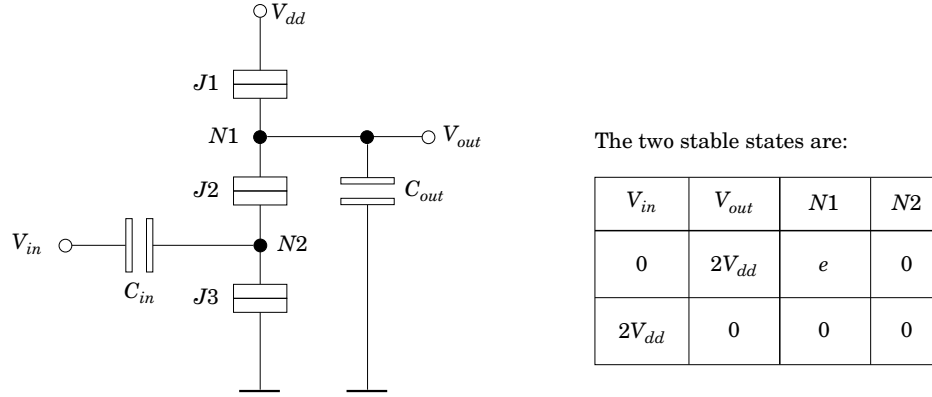 V_dd
J1
N1
V_out
J2
C_out
V_in
N2
C_in
J3
The two stable states are:
V_in V_out N1 N2
0 2V_dd e 0
2V_dd 0 0 0